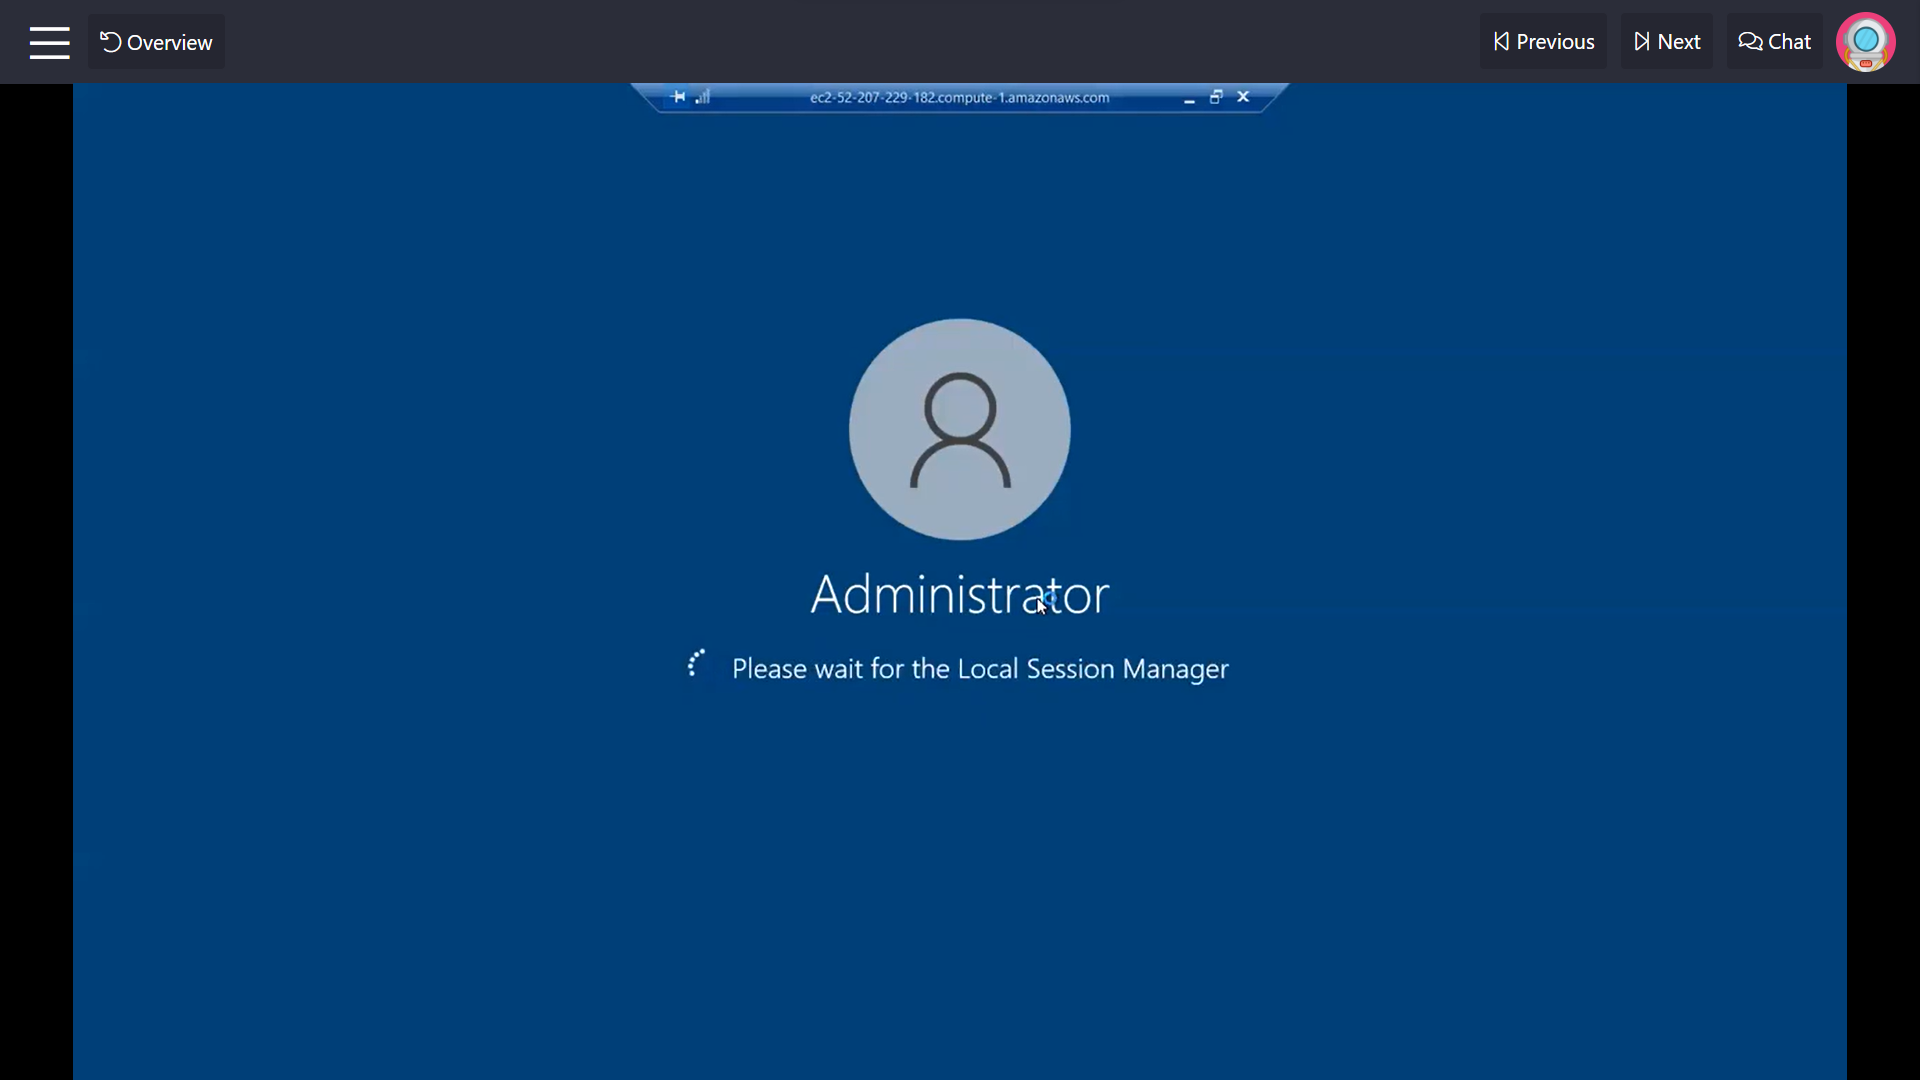 Overview
Previous
Next
Chat
ec2-52-207-229-182.compute-1.amazonaws.com
Administrator
Please wait for the Local Session Manager